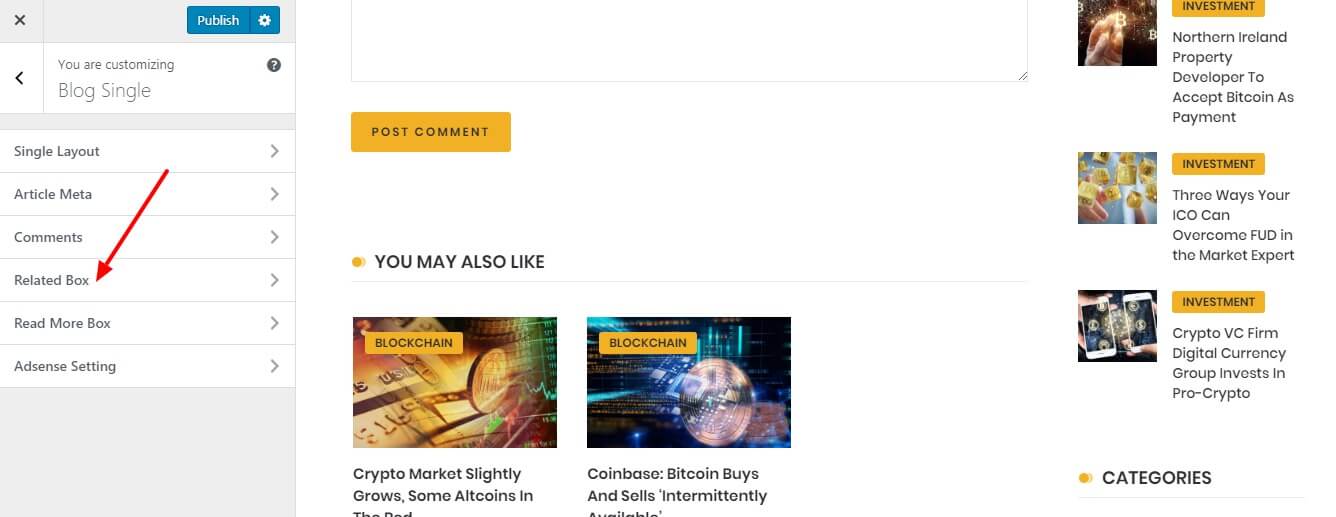 Publish
You are customizing
Blog Single
Single Layout
Article Meta
Comments
Related Box
Read More Box
Adsense Setting
POST COMMENT
YOU MAY ALSO LIKE
BLOCKCHAIN
Crypto Market Slightly
Grows, Some Altcoins In
The Red
BLOCKCHAIN
Coinbase: Bitcoin Buys
And Sells ‘Intermittently
Available’
INVESTMENT
Northern Ireland
Property
Developer To
Accept Bitcoin As
Payment
INVESTMENT
Three Ways Your
ICO Can
Overcome FUD in
the Market Expert
INVESTMENT
Crypto VC Firm
Digital Currency
Group Invests In
Pro-Crypto
CATEGORIES